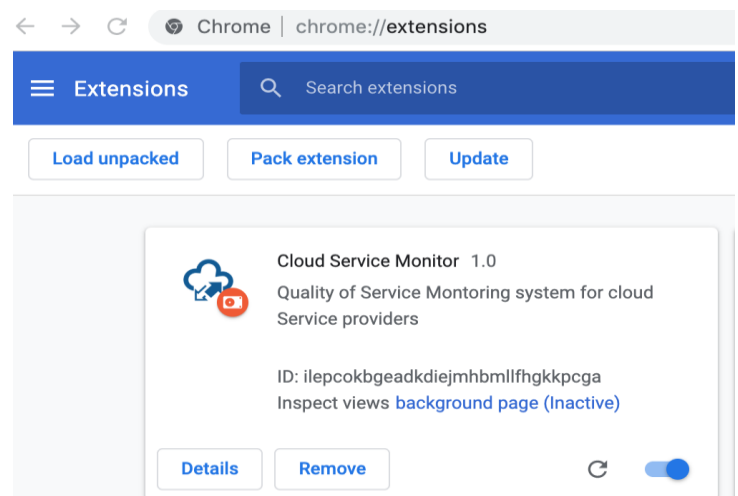 Chrome | chrome://extensions
Extensions
Search extensions
Load unpacked
Pack extension
Update
Cloud Service Monitor 1.0
Quality of Service Montoring system for cloud
Service providers
ID: ilepcokbgeadkdiejmhbmllfhgkkpcga
Inspect views background page (Inactive)
Details
Remove